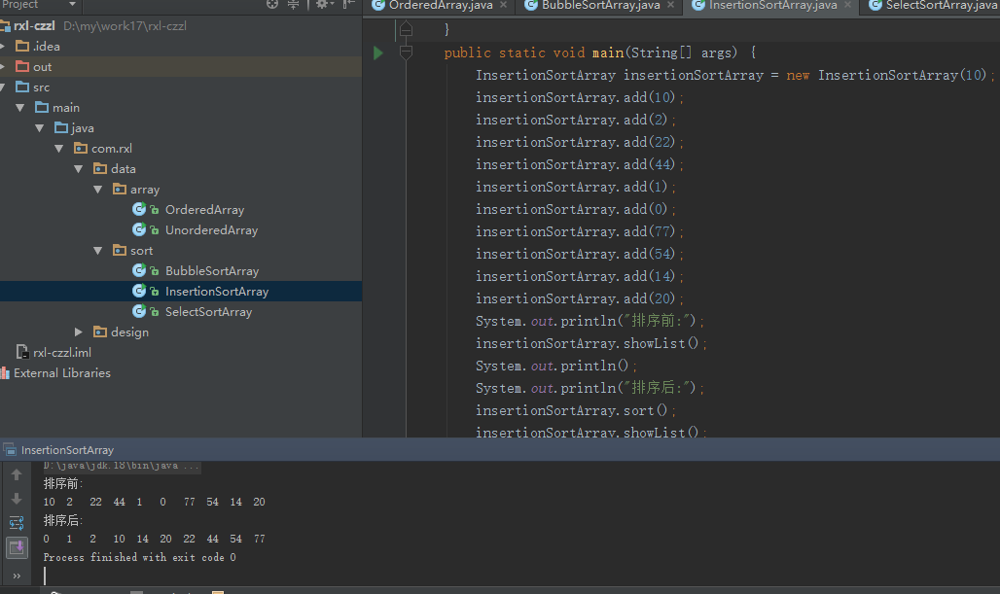 Project
OrderedArray.java × BubbleSortArray.java × InsertionSortArray.java × SelectSortArray.java
rxl-czzl D:\my\work17\rxl-czzl
.idea
out
src
main
java
com.rxl
data
array
OrderedArray
UnorderedArray
sort
BubbleSortArray
InsertionSortArray
SelectSortArray
design
rxl-czzl.iml
External Libraries
}
public static void main(String[] args) {
InsertionSortArray insertionSortArray = new InsertionSortArray(10);
insertionSortArray.add(10);
insertionSortArray.add(2);
insertionSortArray.add(22);
insertionSortArray.add(44);
insertionSortArray.add(1);
insertionSortArray.add(0);
insertionSortArray.add(77);
insertionSortArray.add(54);
insertionSortArray.add(14);
insertionSortArray.add(20);
System.out.println("排序前:");
insertionSortArray.showList();
System.out.println();
System.out.println("排序后:");
insertionSortArray.sort();
insertionSortArray.showList();
InsertionSortArray
D:\java\jdk.18\bin\java ...
排序前:
10 2 22 44 1 0 77 54 14 20
排序后:
0 1 2 10 14 20 22 44 54 77
Process finished with exit code 0